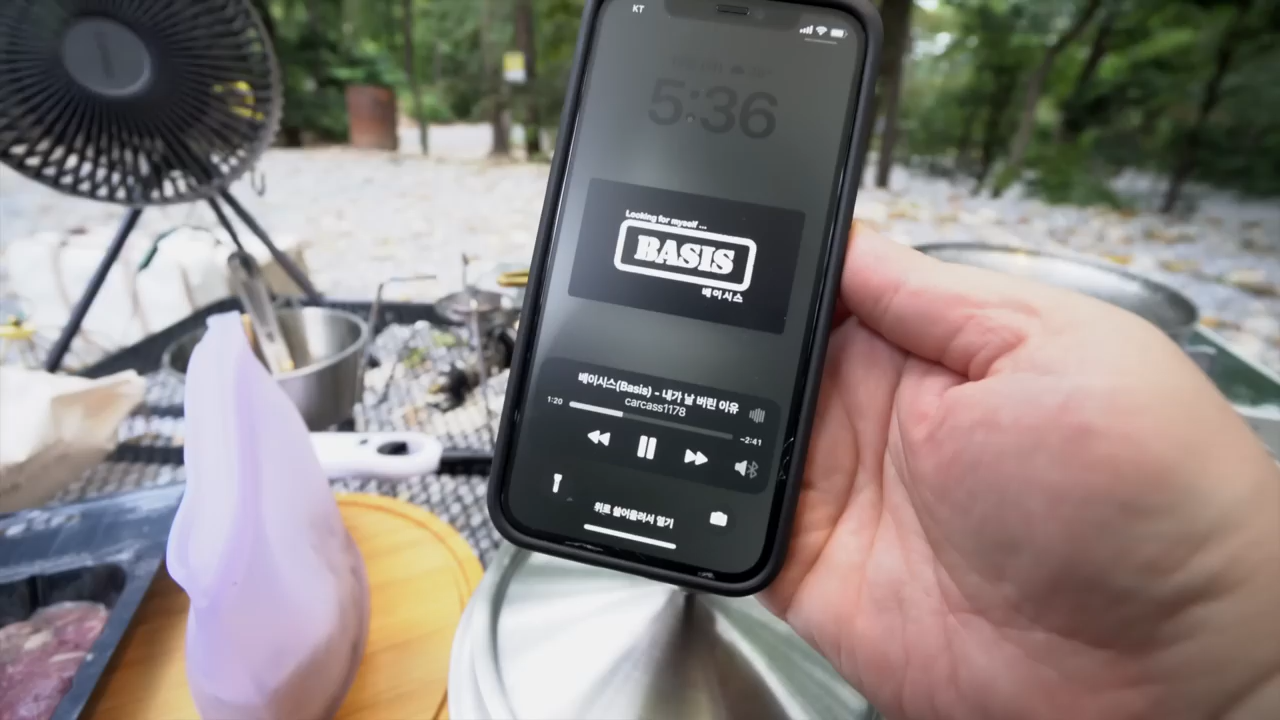 KT
5:36
Looking for myself ...
BASIS
베이시스
베이시스(Basis) - 내가 날 버린 이유
carcass1178
1:20
-2:41
위로 쓸어올려서 열기